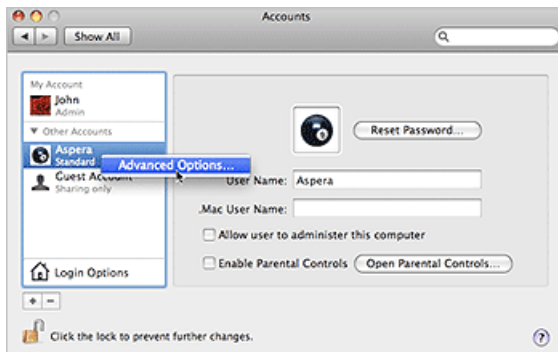 Accounts
Show All
My Account
John
Admin
Other Accounts
Aspera
Standard
Advanced Options...
Guest Account
Sharing only
Login Options
Reset Password...
User Name: Aspera
.Mac User Name:
Allow user to administer this computer
Enable Parental Controls
Open Parental Controls...
+ −
Click the lock to prevent further changes.
?